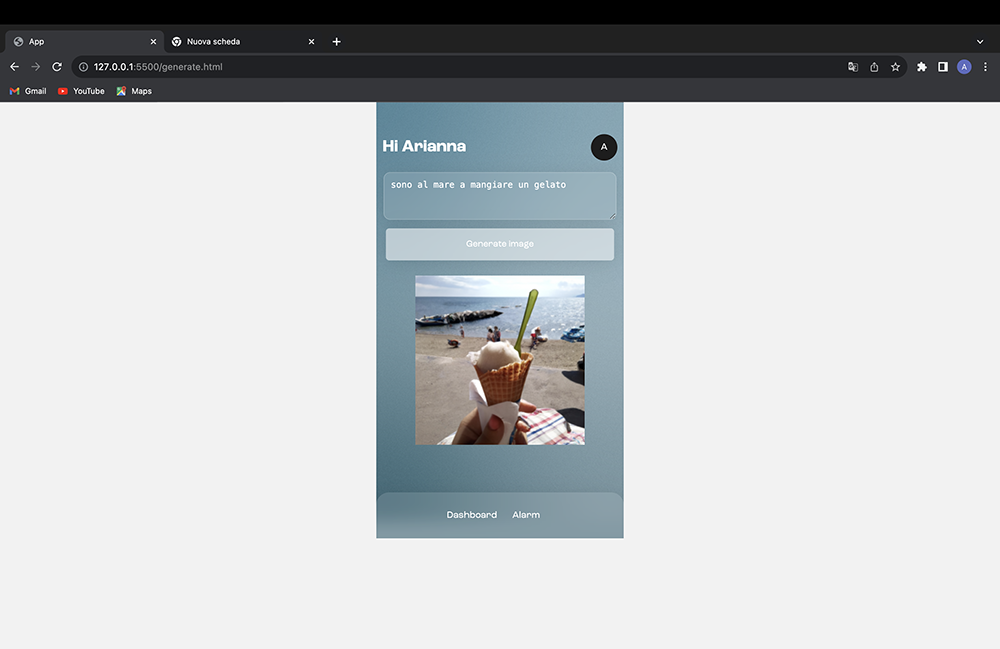 App
Nuova scheda
127.0.0.1:5500/generate.html
A
Gmail
YouTube
Maps
Hi Arianna
A
sono al mare a mangiare un gelato
Generate image
Dashboard
Alarm